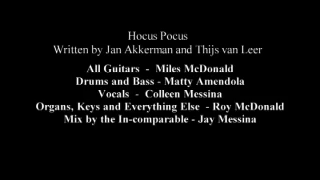 Hocus Pocus
Written by Jan Akkerman and Thijs van Leer
All Guitars - Miles McDonald
Drums and Bass - Matty Amendola
Vocals - Colleen Messina
Organs, Keys and Everything Else - Roy McDonald
Mix by the In-comparable - Jay Messina